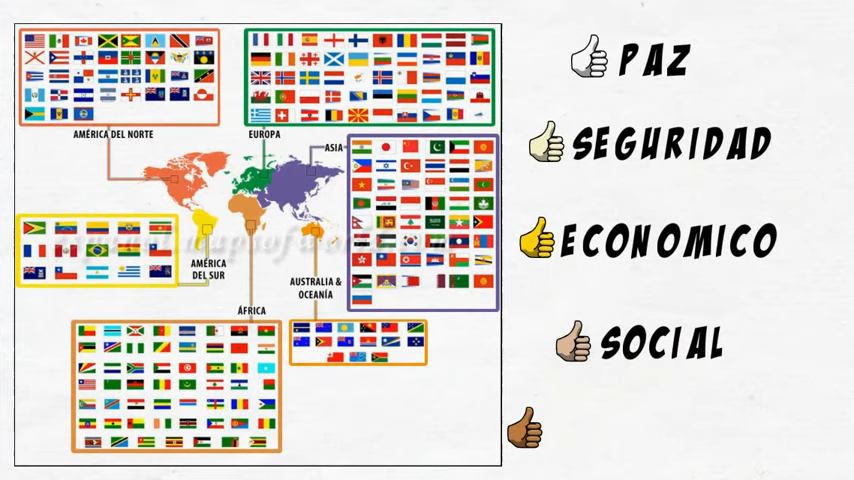 AMÉRICA DEL NORTE
EUROPA
ASIA
AMÉRICA
DEL SUR
AUSTRALIA &
OCEANÍA
ÁFRICA
PAZ
SEGURIDAD
ECONOMICO
SOCIAL